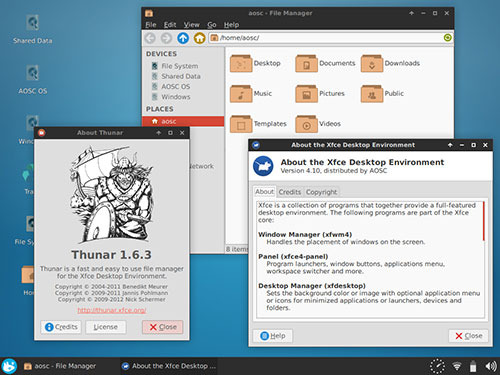 Shared Data
AOSC OS
Window
Tra
File Sys
Ho
aosc - File Manager
File Edit View Go Help
/home/aosc/
DEVICES
File System
Shared Data
AOSC OS
Windows
PLACES
aosc
Network
Desktop
Documents
Downloads
Music
Pictures
Public
Templates
Videos
8 items
About Thunar
Thunar 1.6.3
Thunar is a fast and easy to use file manager
for the Xfce Desktop Environment.
Copyright © 2004-2011 Benedikt Meurer
Copyright © 2009-2011 Jannis Pohlmann
Copyright © 2009-2012 Nick Schermer
http://thunar.xfce.org/
Credits
License
Close
About the Xfce Desktop Environment
About the Xfce Desktop Environment
Version 4.10, distributed by AOSC
About Credits Copyright
Xfce is a collection of programs that together provide a full-featured
desktop environment. The following programs are part of the Xfce
core:
Window Manager (xfwm4)
Handles the placement of windows on the screen.
Panel (xfce4-panel)
Program launchers, window buttons, applications menu,
workspace switcher and more.
Desktop Manager (xfdesktop)
Sets the background color or image with optional application menu
or icons for minimized applications or launchers, devices and
folders.
Help
Close
aosc - File Manager
About the Xfce Desktop ...